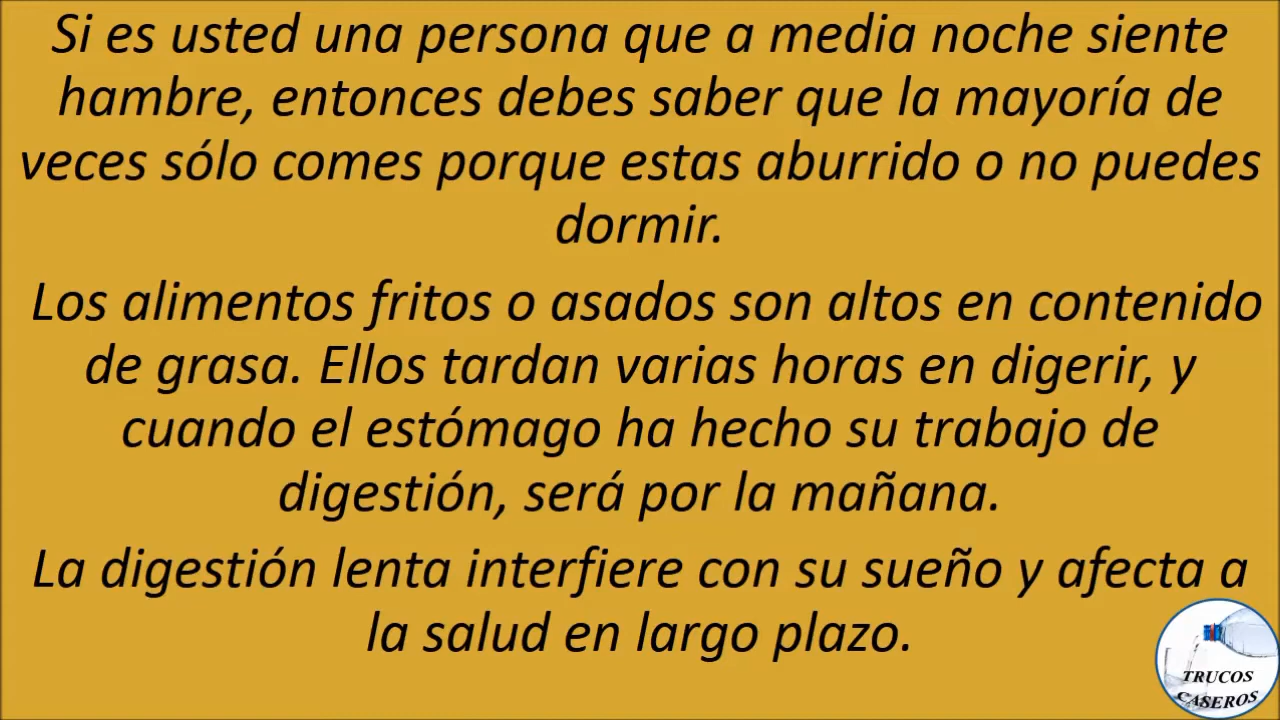 Si es usted una persona que a media noche siente
hambre, entonces debes saber que la mayoría de
veces sólo comes porque estas aburrido o no puedes
dormir.
Los alimentos fritos o asados son altos en contenido
de grasa. Ellos tardan varias horas en digerir, y
cuando el estómago ha hecho su trabajo de
digestión, será por la mañana.
La digestión lenta interfiere con su sueño y afecta a
la salud en largo plazo.
TRUCOS
CASEROS